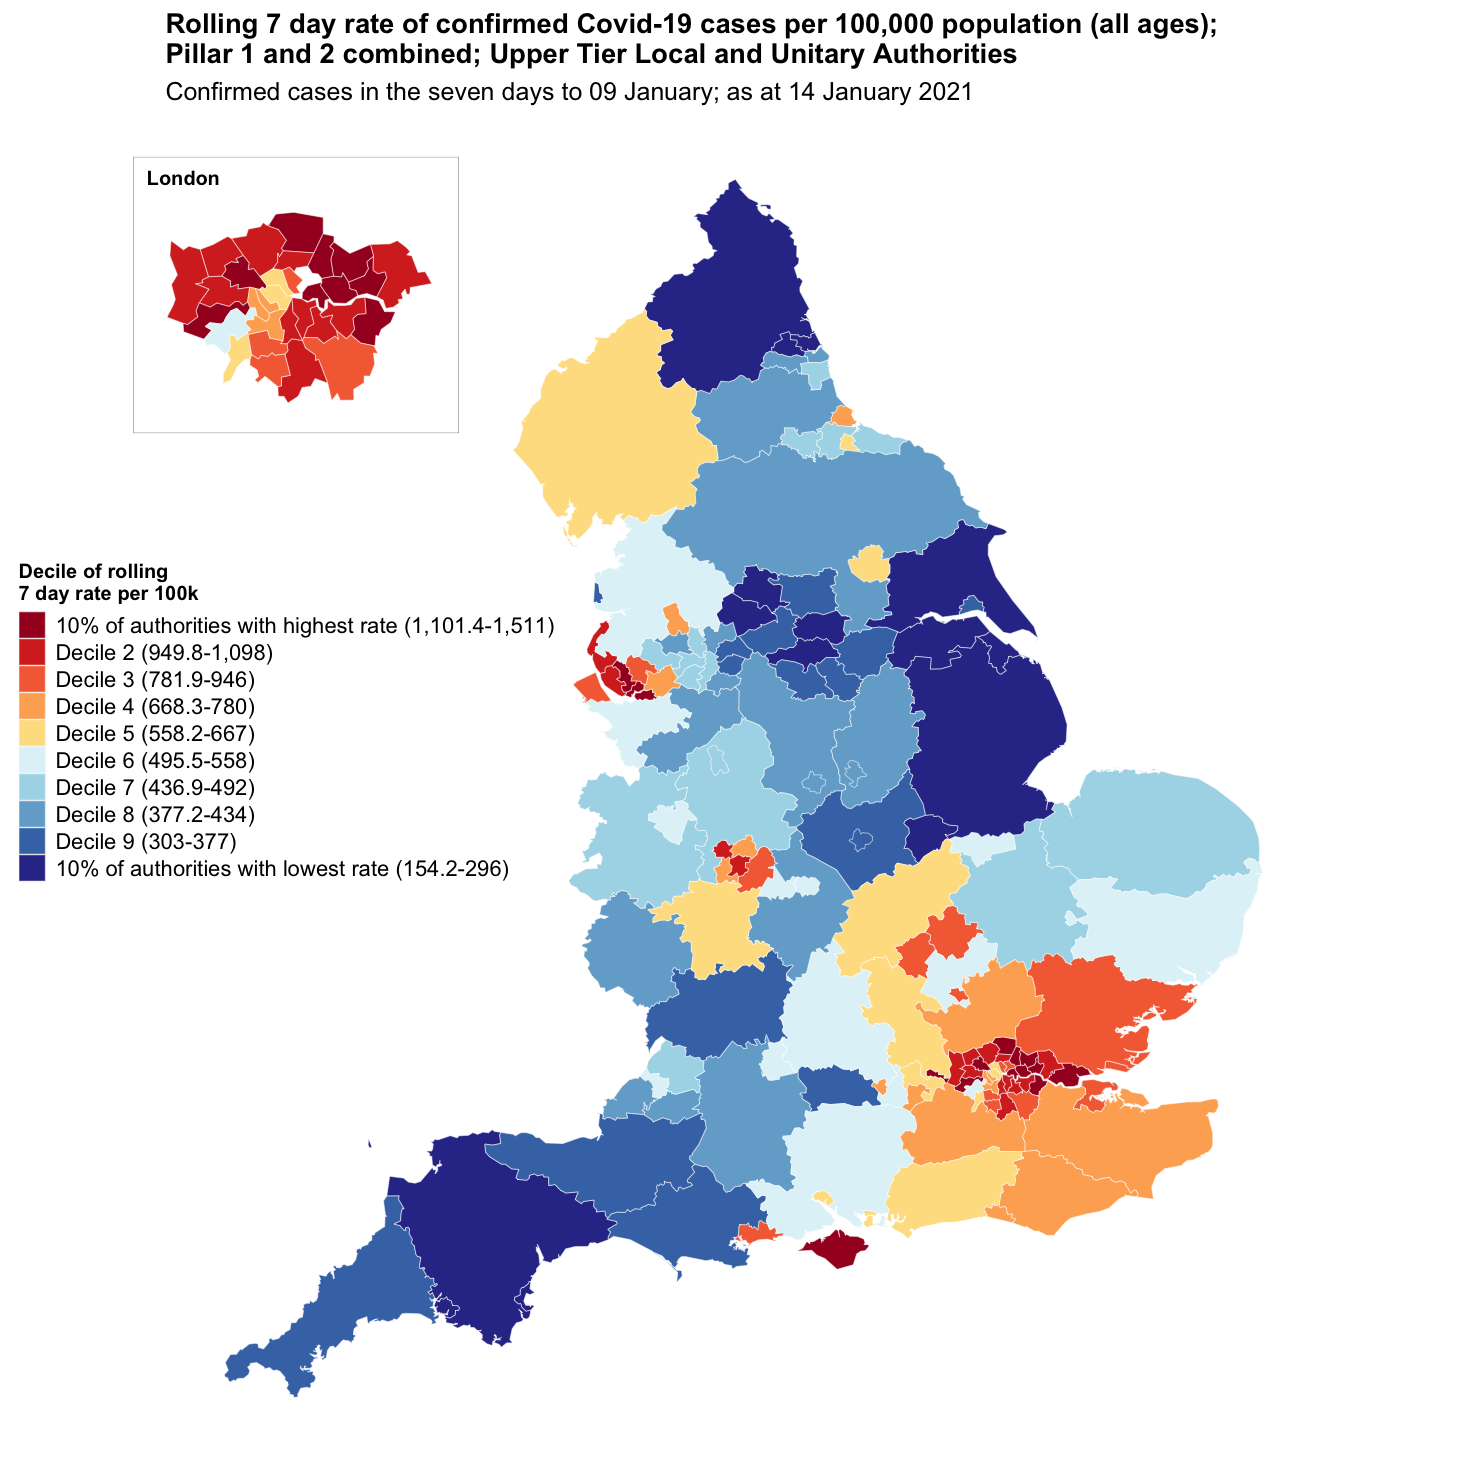 Rolling 7 day rate of confirmed Covid-19 cases per 100,000 population (all ages);
Pillar 1 and 2 combined; Upper Tier Local and Unitary Authorities
Confirmed cases in the seven days to 09 January; as at 14 January 2021
London
Decile of rolling
7 day rate per 100k
10% of authorities with highest rate (1,101.4-1,511)
Decile 2 (949.8-1,098)
Decile 3 (781.9-946)
Decile 4 (668.3-780)
Decile 5 (558.2-667)
Decile 6 (495.5-558)
Decile 7 (436.9-492)
Decile 8 (377.2-434)
Decile 9 (303-377)
10% of authorities with lowest rate (154.2-296)